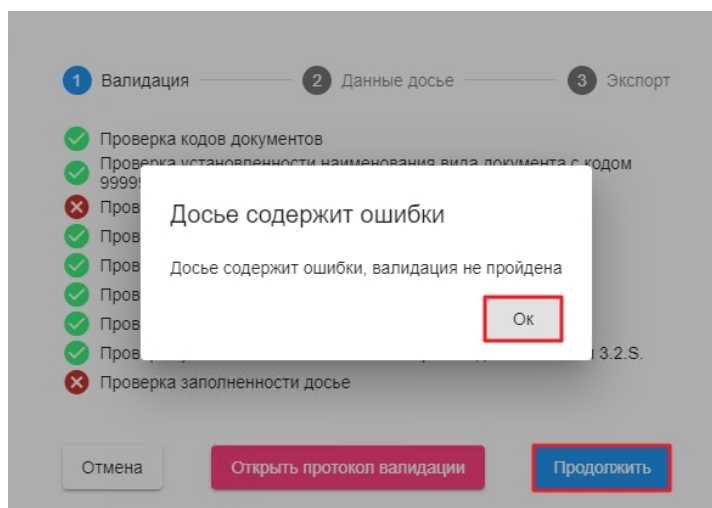 1 Валидация 2 Данные досье 3 Экспорт
Проверка кодов документов
Проверка установленности наименования вида документа с кодом
9999
Пров
Пров
Пров
Пров
Пров
Пров 3.2.S.
Проверка заполненности досье
Досье содержит ошибки
Досье содержит ошибки, валидация не пройдена
Ок
Отмена Открыть протокол валидации Продолжить